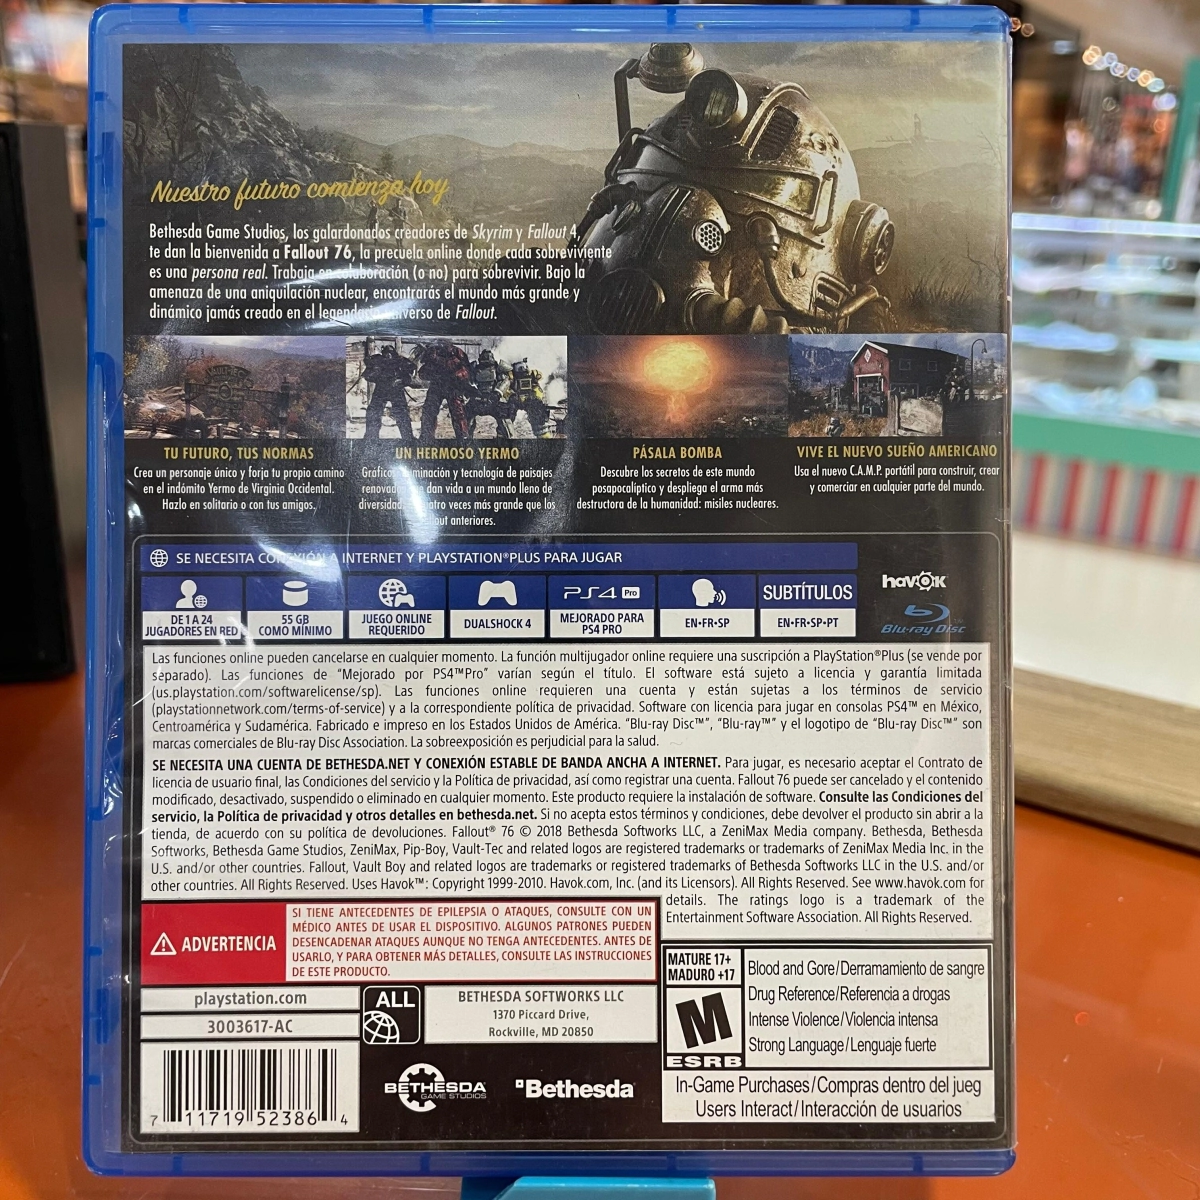 Nuestro futuro comienza hoy
Bethesda Game Studios, los galardonados creadores de Skyrim y Fallout 4,
te dan la bienvenida a Fallout 76, la precuela online donde cada sobreviviente
es una persona real. Trabaja en colaboración (o no) para sobrevivir. Bajo la
amenaza de una aniquilación nuclear, encontrarás el mundo más grande y
dinámico jamás creado en el legendario universo de Fallout.
TU FUTURO, TUS NORMAS
Crea un personaje único y forja tu propio camino
en el indómito Yermo de Virginia Occidental.
Hazlo en solitario o con tus amigos.
UN HERMOSO YERMO
Gráficos, iluminación y tecnología de paisajes
dan vida a un mundo lleno de
diversidad, cuatro veces más grande que los
Fallout anteriores.
PÁSALA BOMBA
Descubre los secretos de este mundo
posapocalíptico y despliega el arma más
destructora de la humanidad: misiles nucleares.
VIVE EL NUEVO SUEÑO AMERICANO
Usa el nuevo C.A.M.P. portátil para construir, crear
y comerciar en cualquier parte del mundo.
SE NECESITA CONEXIÓN A INTERNET Y PLAYSTATION®PLUS PARA JUGAR
DE 1 A 24
JUGADORES EN RED
55 GB
COMO MÍNIMO
JUEGO ONLINE
REQUERIDO
DUALSHOCK 4
PS4 Pro
MEJORADO PARA
PS4 PRO
EN•FR•SP
SUBTÍTULOS
EN•FR•SP•PT
havok
Blu-ray Disc
Las funciones online pueden cancelarse en cualquier momento. La función multijugador online requiere una suscripción a PlayStation®Plus (se vende por
separado). Las funciones de “Mejorado por PS4™Pro” varían según el título. El software está sujeto a licencia y garantía limitada
(us.playstation.com/softwarelicense/sp). Las funciones online requieren una cuenta y están sujetas a los términos de servicio
(playstationnetwork.com/terms-of-service) y a la correspondiente política de privacidad. Software con licencia para jugar en consolas PS4™ en México,
Centroamérica y Sudamérica. Fabricado e impreso en los Estados Unidos de América. “Blu-ray Disc™”, “Blu-ray™” y el logotipo de “Blu-ray Disc™” son
marcas comerciales de Blu-ray Disc Association. La sobreexposición es perjudicial para la salud.
SE NECESITA UNA CUENTA DE BETHESDA.NET Y CONEXIÓN ESTABLE DE BANDA ANCHA A INTERNET. Para jugar, es necesario aceptar el Contrato de
licencia de usuario final, las Condiciones del servicio y la Política de privacidad, así como registrar una cuenta. Fallout 76 puede ser cancelado y el contenido
modificado, desactivado, suspendido o eliminado en cualquier momento. Este producto requiere la instalación de software. Consulte las Condiciones del
servicio, la Política de privacidad y otros detalles en bethesda.net. Si no acepta estos términos y condiciones, debe devolver el producto sin abrir a la
tienda, de acuerdo con su política de devoluciones. Fallout® 76 © 2018 Bethesda Softworks LLC, a ZeniMax Media company. Bethesda, Bethesda
Softworks, Bethesda Game Studios, ZeniMax, Pip-Boy, Vault-Tec and related logos are registered trademarks or trademarks of ZeniMax Media Inc. in the
U.S. and/or other countries. Fallout, Vault Boy and related logos are trademarks or registered trademarks of Bethesda Softworks LLC in the U.S. and/or
other countries. All Rights Reserved. Uses Havok™: Copyright 1999-2010. Havok.com, Inc. (and its Licensors). All Rights Reserved. See www.havok.com for
details. The ratings logo is a trademark of the
Entertainment Software Association. All Rights Reserved.
ADVERTENCIA
SI TIENE ANTECEDENTES DE EPILEPSIA O ATAQUES, CONSULTE CON UN
MÉDICO ANTES DE USAR EL DISPOSITIVO. ALGUNOS PATRONES PUEDEN
DESENCADENAR ATAQUES AUNQUE NO TENGA ANTECEDENTES. ANTES DE
USARLO, Y PARA OBTENER MÁS DETALLES, CONSULTE LAS INSTRUCCIONES
DE ESTE PRODUCTO.
playstation.com
3003617-AC
ALL
BETHESDA SOFTWORKS LLC
1370 Piccard Drive,
Rockville, MD 20850
MATURE 17+
MADURO +17
M
ESRB
Blood and Gore/Derramamiento de sangre
Drug Reference/Referencia a drogas
Intense Violence/Violencia intensa
Strong Language/Lenguaje fuerte
In-Game Purchases/Compras dentro del jueg
Users Interact/Interacción de usuarios
7 11719 52386 4
BETHESDA
GAME STUDIOS
Bethesda